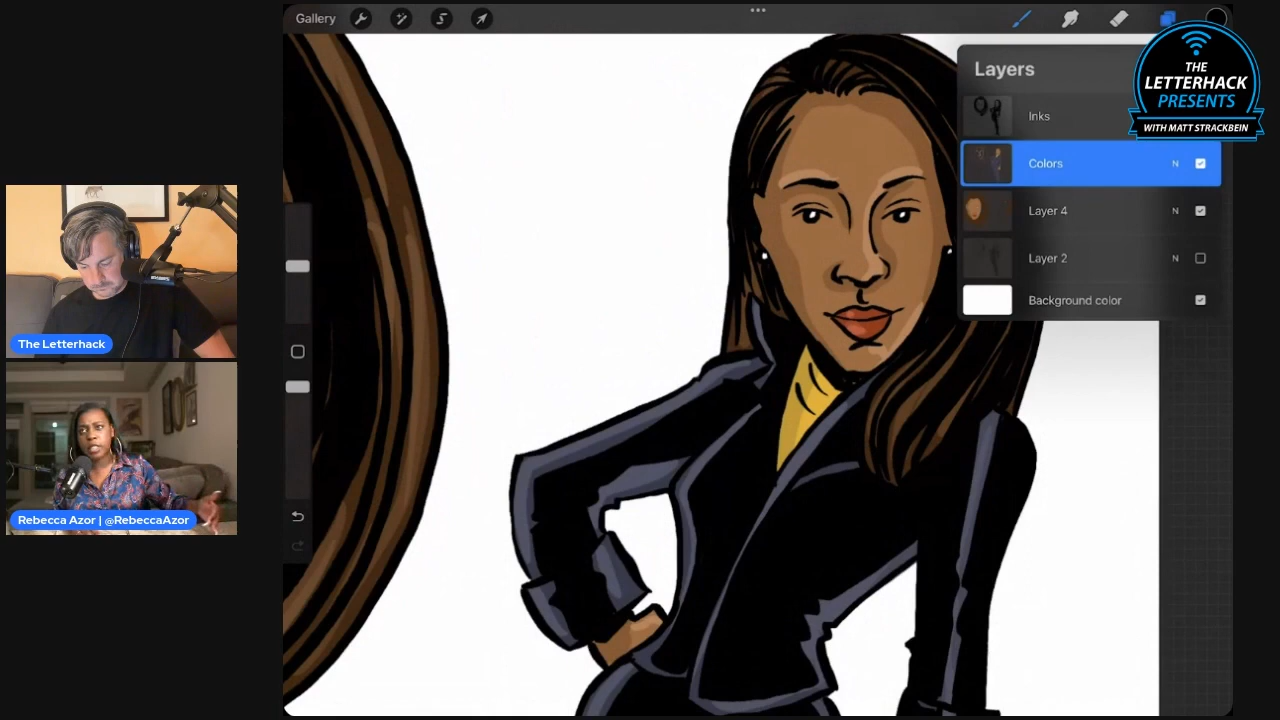 Gallery
Layers
Inks
Colors N
Layer 4 N
Layer 2 N
Background color
THE
LETTERHACK
PRESENTS
WITH MATT STRACKBEIN
The Letterhack
Rebecca Azor | @RebeccaAzor